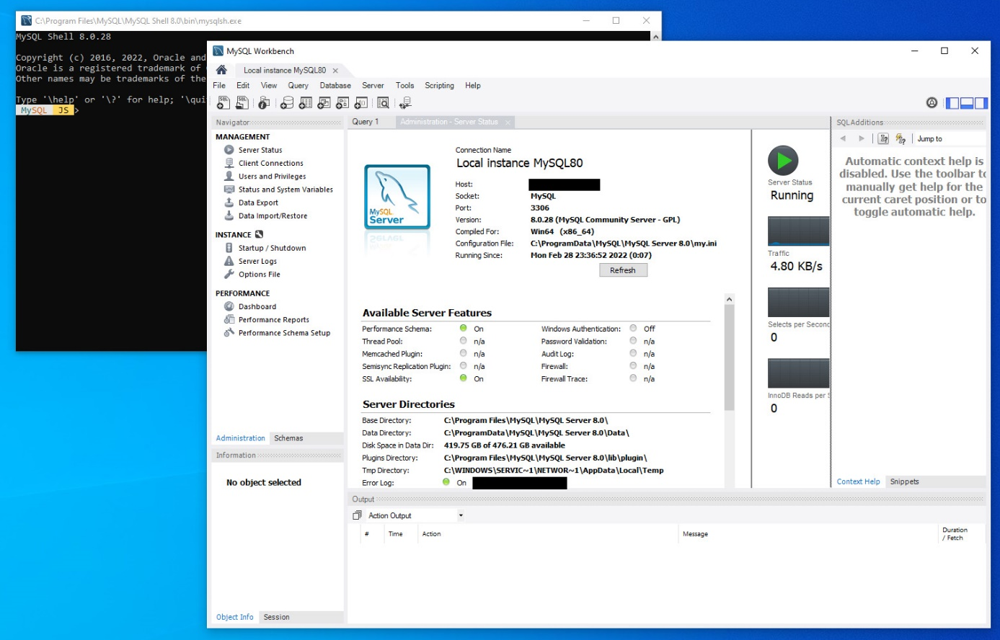 C:\Program Files\MySQL\MySQL Shell 8.0\bin\mysqlsh.exe
MySQL Shell 8.0.28
Copyright (c) 2016, 2022, Oracle and
Oracle is a registered trademark of
Other names may be trademarks of the
Type '\help' or '\?' for help; '\qui
MySQL JS >
MySQL Workbench
Local instance MySQL80
File Edit View Query Database Server Tools Scripting Help
Navigator
MANAGEMENT
Server Status
Client Connections
Users and Privileges
Status and System Variables
Data Export
Data Import/Restore
INSTANCE
Startup / Shutdown
Server Logs
Options File
PERFORMANCE
Dashboard
Performance Reports
Performance Schema Setup
Administration Schemas
Information
No object selected
Object Info Session
Query 1 Administration - Server Status
MySQL
Server
Connection Name
Local instance MySQL80
Host:
Socket: MySQL
Port: 3306
Version: 8.0.28 (MySQL Community Server - GPL)
Compiled For: Win64 (x86_64)
Configuration File: C:\ProgramData\MySQL\MySQL Server 8.0\my.ini
Running Since: Mon Feb 28 23:36:52 2022 (0:07)
Refresh
Available Server Features
Performance Schema: On Windows Authentication: Off
Thread Pool: n/a Password Validation: n/a
Memcached Plugin: n/a Audit Log: n/a
Semisync Replication Plugin: n/a Firewall: n/a
SSL Availability: On Firewall Trace: n/a
Server Directories
Base Directory: C:\Program Files\MySQL\MySQL Server 8.0\
Data Directory: C:\ProgramData\MySQL\MySQL Server 8.0\Data\
Disk Space in Data Dir: 419.75 GB of 476.21 GB available
Plugins Directory: C:\Program Files\MySQL\MySQL Server 8.0\lib\plugin\
Tmp Directory: C:\WINDOWS\SERVIC~1\NETWOR~1\AppData\Local\Temp
Error Log: On
Server Status
Running
Traffic
4.80 KB/s
Selects per Second
0
InnoDB Reads per S
0
SQLAdditions
Jump to
Automatic context help is
disabled. Use the toolbar to
manually get help for the
current caret position or to
toggle automatic help.
Context Help Snippets
Output
Action Output
# Time Action Message Duration / Fetch